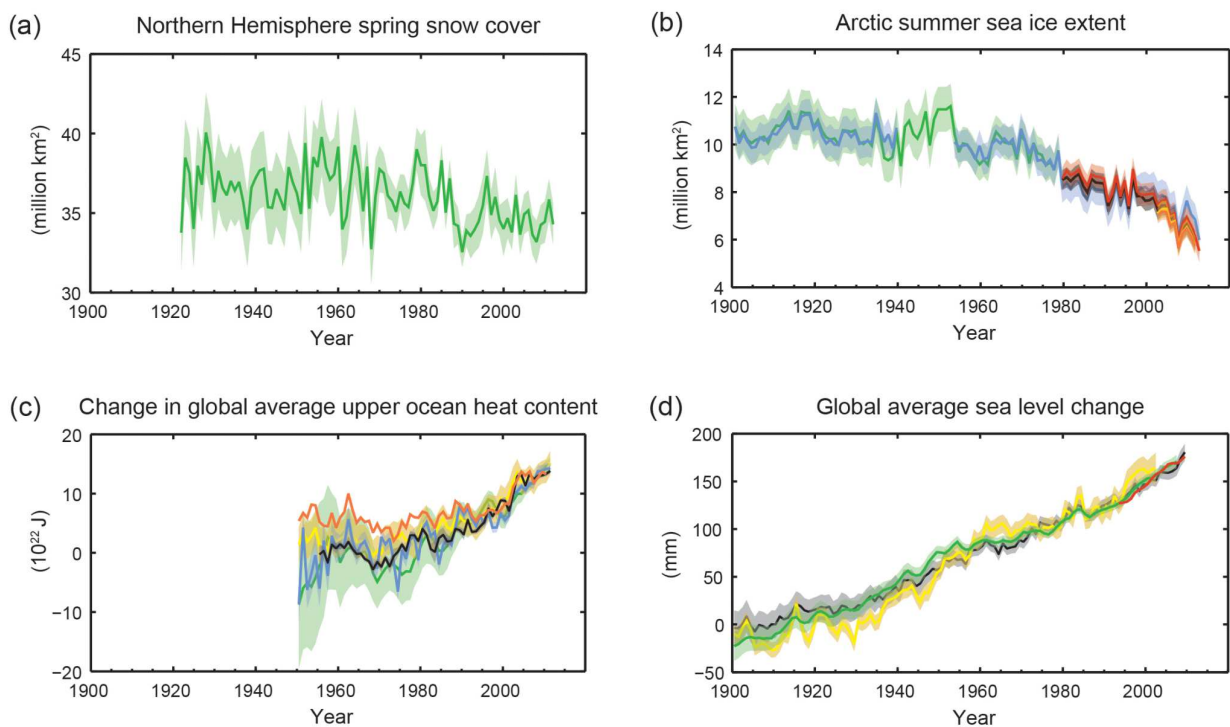 (a) Northern Hemisphere spring snow cover
45
40
35
30
(million km²)
1900 1920 1940 1960 1980 2000
Year
(b) Arctic summer sea ice extent
14
12
10
8
6
4
(million km²)
1900 1920 1940 1960 1980 2000
Year
(c) Change in global average upper ocean heat content
20
10
0
−10
−20
(10²² J)
1900 1920 1940 1960 1980 2000
Year
(d) Global average sea level change
200
150
100
50
0
−50
(mm)
1900 1920 1940 1960 1980 2000
Year